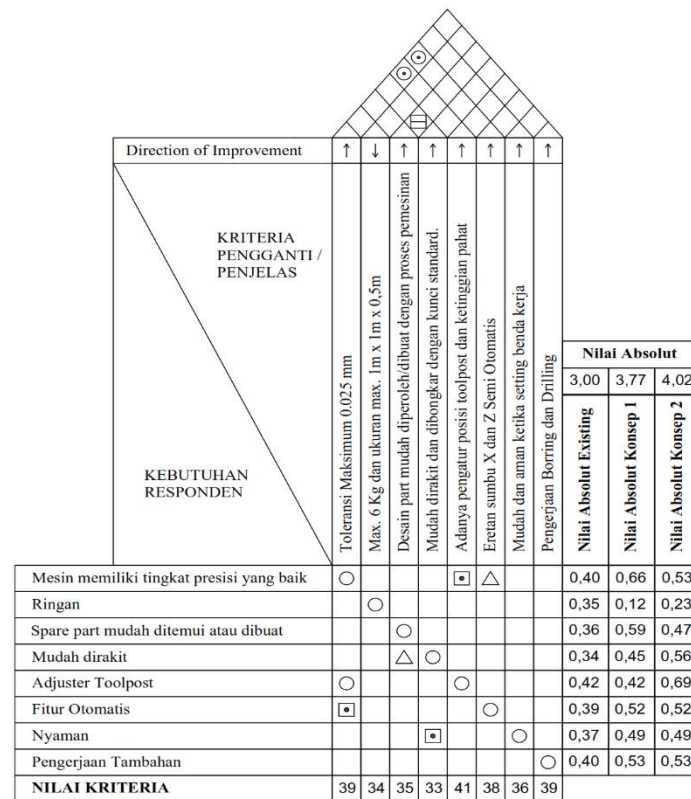 Direction of Improvement ↑ ↓ ↑ ↑ ↑ ↑ ↑ ↑
KRITERIA
PENGGANTI /
PENJELAS
KEBUTUHAN
RESPONDEN
Toleransi Maksimum 0.025 mm
Max. 6 Kg dan ukuran max. 1m x 1m x 0,5m
Desain part mudah diperoleh/dibuat dengan proses pemesinan
Mudah dirakit dan dibongkar dengan kunci standard.
Adanya pengatur posisi toolpost dan ketinggian pahat
Eretan sumbu X dan Z Semi Otomatis
Mudah dan aman ketika setting benda kerja
Pengerjaan Borring dan Drilling
Nilai Absolut
3,00 3,77 4,02
Nilai Absolut Existing
Nilai Absolut Konsep 1
Nilai Absolut Konsep 2
Mesin memiliki tingkat presisi yang baik 0,40 0,66 0,53
Ringan 0,35 0,12 0,23
Spare part mudah ditemui atau dibuat 0,36 0,59 0,47
Mudah dirakit 0,34 0,45 0,56
Adjuster Toolpost 0,42 0,42 0,69
Fitur Otomatis 0,39 0,52 0,52
Nyaman 0,37 0,49 0,49
Pengerjaan Tambahan 0,40 0,53 0,53
NILAI KRITERIA 39 34 35 33 41 38 36 39